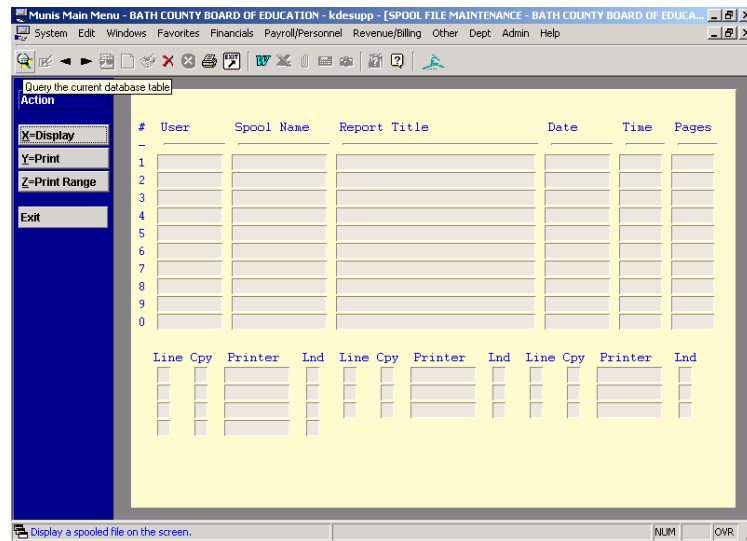 Munis Main Menu - BATH COUNTY BOARD OF EDUCATION - kdesupp - [SPOOL FILE MAINTENANCE - BATH COUNTY BOARD OF EDUCA...
System Edit Windows Favorites Financials Payroll/Personnel Revenue/Billing Other Dept Admin Help
EXIT W X
Query the current database table
Action
X=Display
Y=Print
Z=Print Range
Exit
# User Spool Name Report Title Date Time Pages
1
2
3
4
5
6
7
8
9
0
Line Cpy Printer Lnd Line Cpy Printer Lnd Line Cpy Printer Lnd
Display a spooled file on the screen. NUM OVR